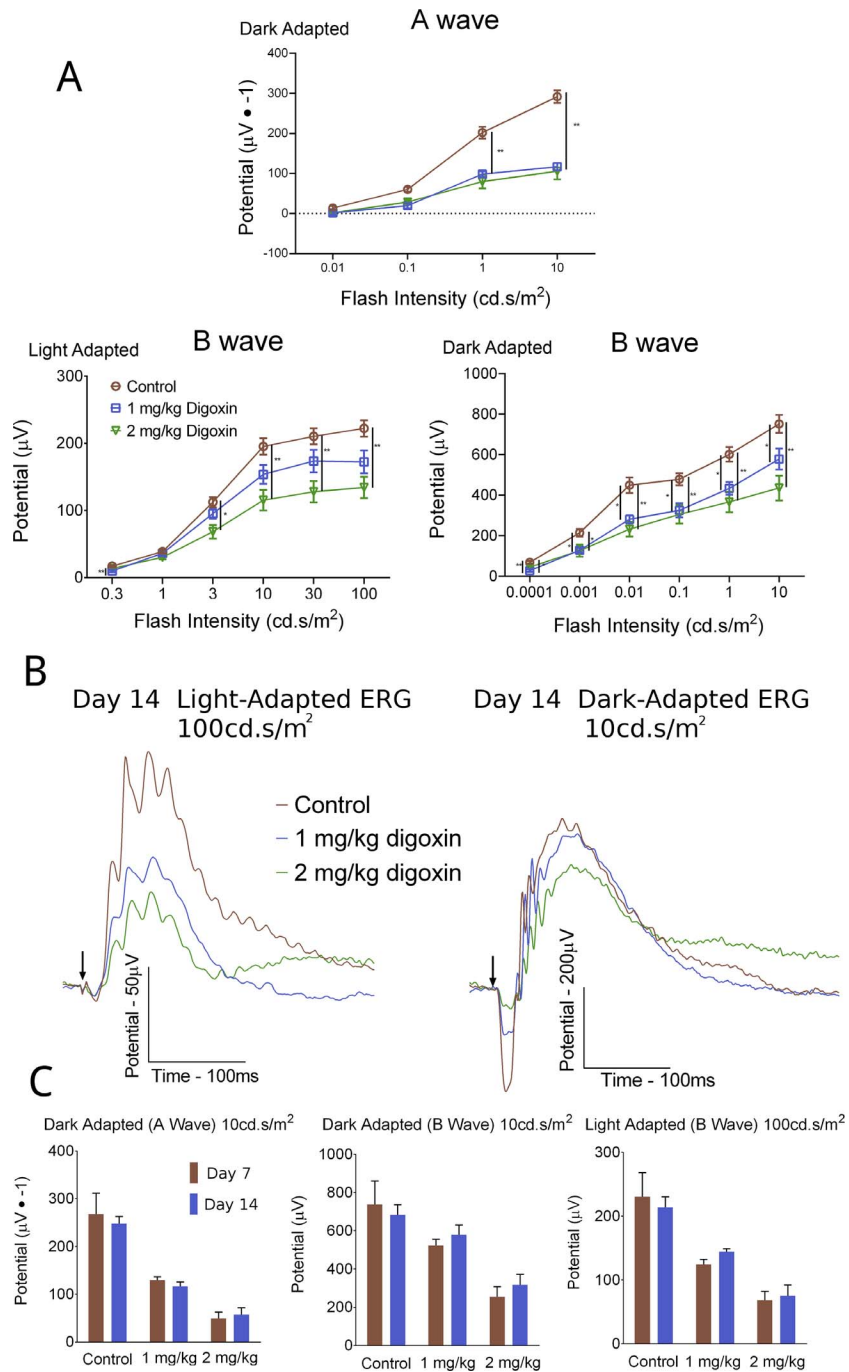 A
Dark Adapted
A wave
Potential (µV • -1)
400
300
200
100
0
-100
0.01 0.1 1 10
Flash Intensity (cd.s/m²)
** **
Light Adapted
B wave
Potential (µV)
300
200
100
0
Control
1 mg/kg Digoxin
2 mg/kg Digoxin
** * ** ** **
0.3 1 3 10 30 100
Flash Intensity (cd.s/m²)
Dark Adapted
B wave
Potential (µV)
1000
800
600
400
200
0
** * * * ** * ** * ** * **
0.0001 0.001 0.01 0.1 1 10
Flash Intensity (cd.s/m²)
B
Day 14 Light-Adapted ERG
100cd.s/m²
Day 14 Dark-Adapted ERG
10cd.s/m²
Control
1 mg/kg digoxin
2 mg/kg digoxin
Potential - 50µV
Time - 100ms
Potential - 200µV
Time - 100ms
C
Dark Adapted (A Wave) 10cd.s/m²
Potential (µV • -1)
400
300
200
100
0
Day 7
Day 14
Control 1 mg/kg 2 mg/kg
Dark Adapted (B Wave) 10cd.s/m²
Potential (µV)
1000
800
600
400
200
0
Control 1 mg/kg 2 mg/kg
Light Adapted (B Wave) 100cd.s/m²
Potential (µV)
300
200
100
0
Control 1 mg/kg 2 mg/kg